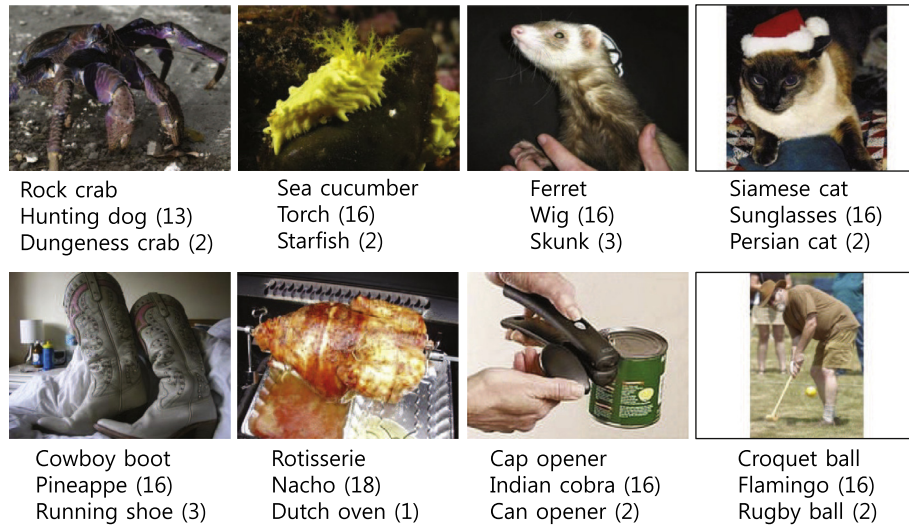 Rock crab
Hunting dog (13)
Dungeness crab (2)
Sea cucumber
Torch (16)
Starfish (2)
Ferret
Wig (16)
Skunk (3)
Siamese cat
Sunglasses (16)
Persian cat (2)
Cowboy boot
Pineappe (16)
Running shoe (3)
Rotisserie
Nacho (18)
Dutch oven (1)
Cap opener
Indian cobra (16)
Can opener (2)
Croquet ball
Flamingo (16)
Rugby ball (2)